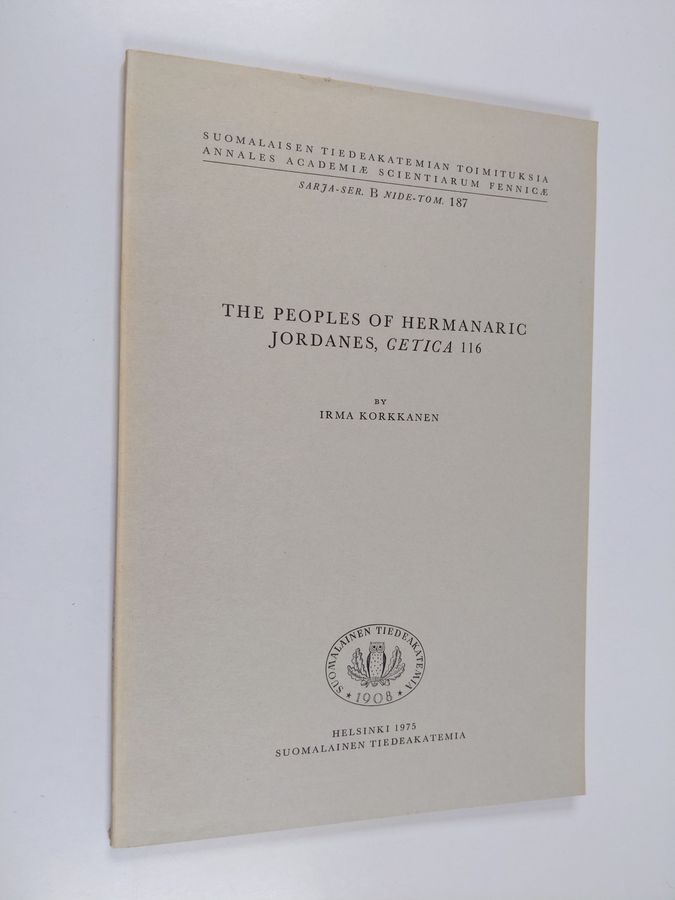 SUOMALAISEN TIEDEAKATEMIAN TOIMITUKSIA
ANNALES ACADEMIÆ SCIENTIARUM FENNICÆ
SARJA-SER. B NIDE-TOM. 187
THE PEOPLES OF HERMANARIC
JORDANES, GETICA 116
BY
IRMA KORKKANEN
SUOMALAINEN TIEDEAKATEMIA
1908
HELSINKI 1975
SUOMALAINEN TIEDEAKATEMIA